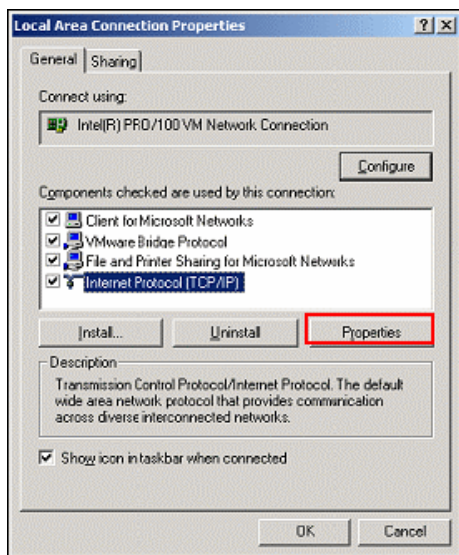 Local Area Connection Properties
General
Sharing
Connect using:
Intel(R) PRO/100 VM Network Connection
Configure
Components checked are used by this connection:
Client for Microsoft Networks
VMware Bridge Protocol
File and Printer Sharing for Microsoft Networks
Internet Protocol (TCP/IP)
Install...
Uninstall
Properties
Description
Transmission Control Protocol/Internet Protocol. The default
wide area network protocol that provides communication
across diverse interconnected networks.
Show icon in taskbar when connected
OK
Cancel